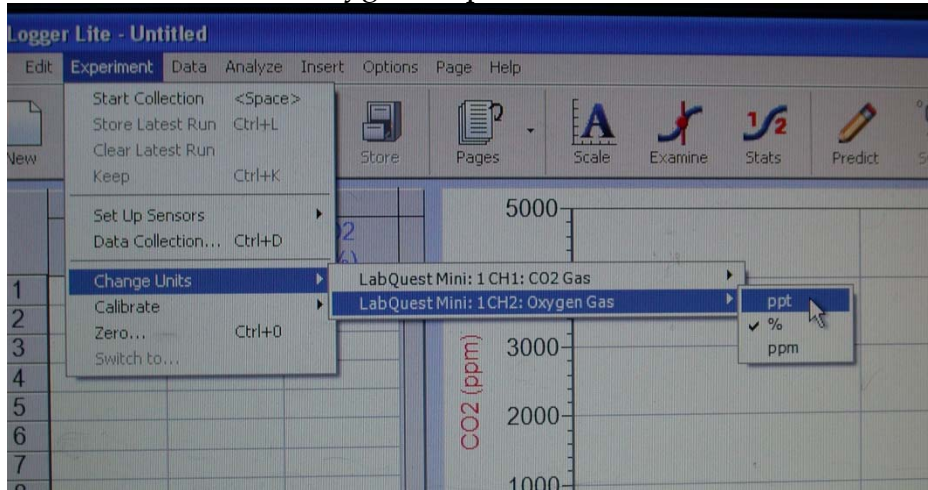 Logger Lite - Untitled
Edit Experiment Data Analyze Insert Options Page Help
New
Store
Pages
Scale
Examine
1/2
Stats
Predict
Start Collection <Space>
Store Latest Run Ctrl+L
Clear Latest Run
Keep Ctrl+K
Set Up Sensors
Data Collection... Ctrl+D
Change Units
Calibrate
Zero... Ctrl+0
Switch to...
LabQuest Mini: 1 CH1: CO2 Gas
LabQuest Mini: 1 CH2: Oxygen Gas
ppt
%
ppm
1
2
3
4
5
6
7
CO2 (ppm)
5000
3000
2000
1000